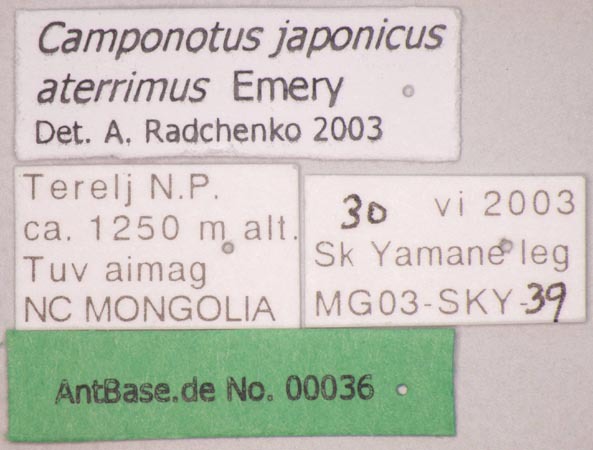 Camponotus japonicus
aterrimus Emery
Det. A. Radchenko 2003
Terelj N.P.
ca. 1250 m alt.
Tuv aimag
NC MONGOLIA
30 vi 2003
Sk Yamane leg
MG03-SKY-39
AntBase.de No. 00036